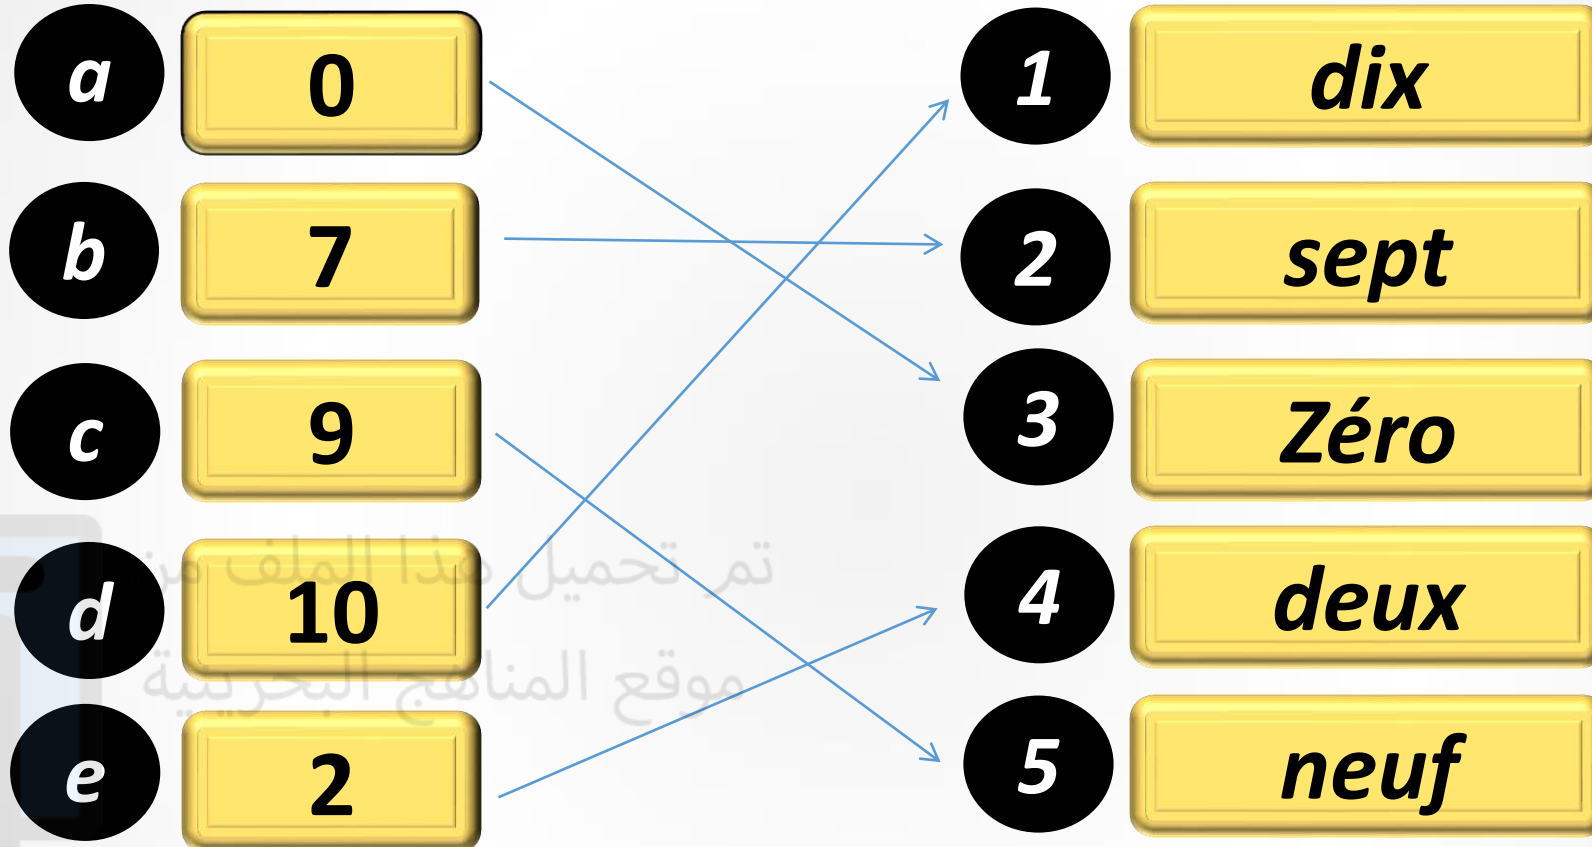 a 0 1 dix
b 7 2 sept
c 9 3 Zéro
d 10 4 deux
e 2 5 neuf
تم تحميل هذا الملف من
موقع المناهج البحرينية